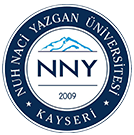 NUH NACİ YAZGAN ÜNİVERSİTESİ
NNY
2009
KAYSERİ